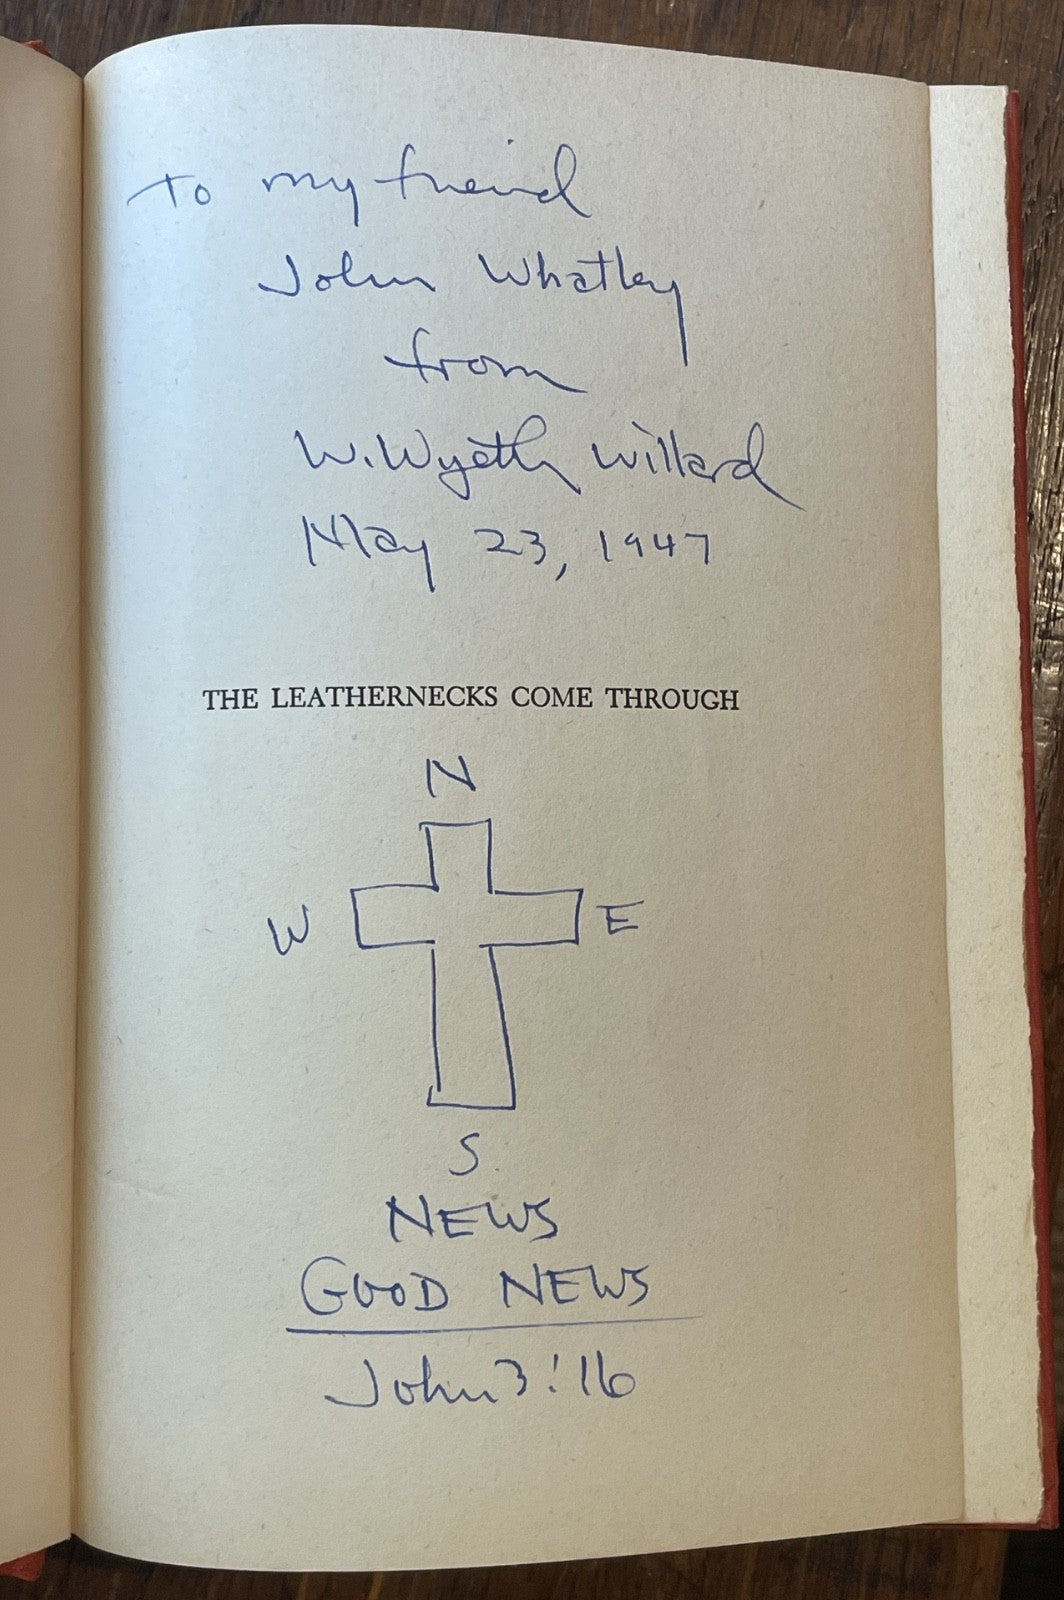 To my friend
John Whatley
from
W. Wyeth Willard
May 23, 1947
THE LEATHERNECKS COME THROUGH
N
W E
S.
NEWS
GOOD NEWS
John 3:16